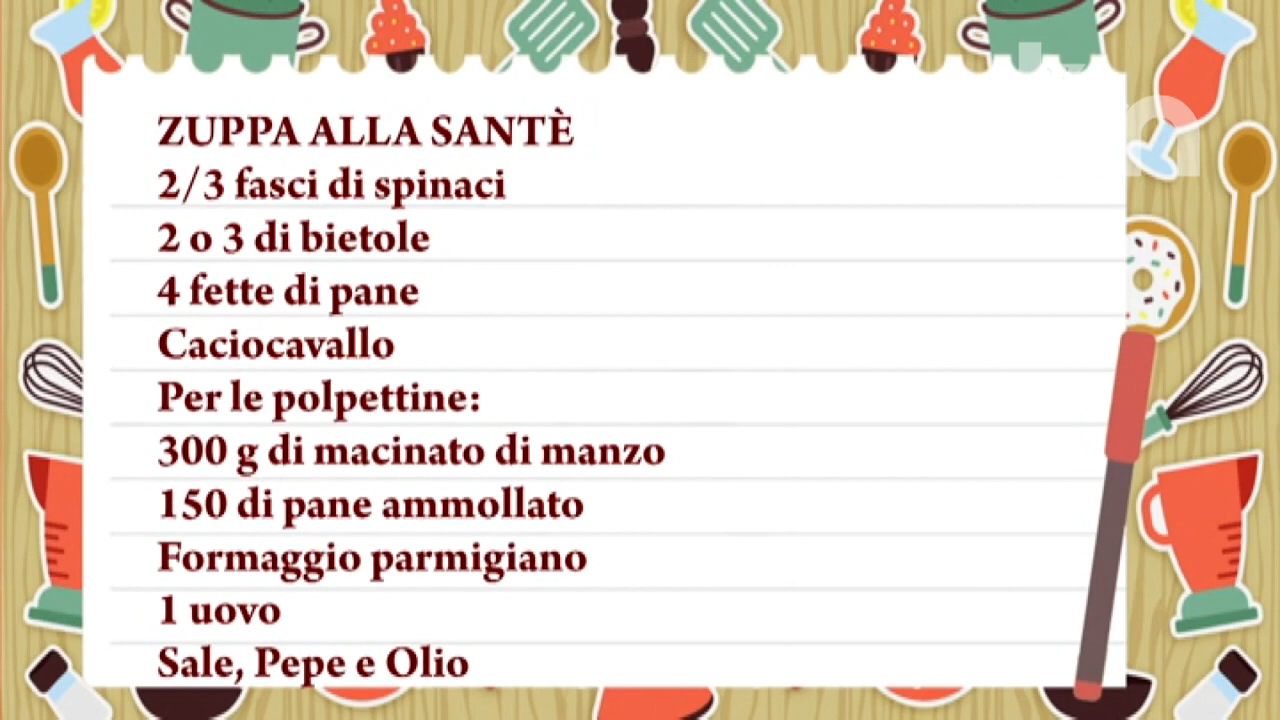 ZUPPA ALLA SANTÈ
2/3 fasci di spinaci
2 o 3 di bietole
4 fette di pane
Caciocavallo
Per le polpettine:
300 g di macinato di manzo
150 di pane ammollato
Formaggio parmigiano
1 uovo
Sale, Pepe e Olio